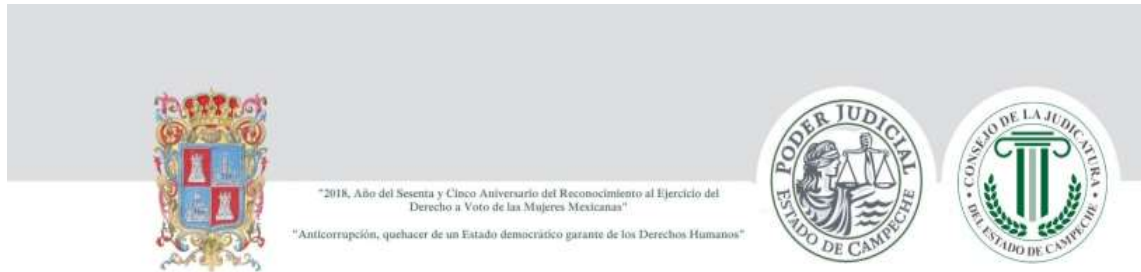 "2018, Año del Sesenta y Cinco Aniversario del Reconocimiento al Ejercicio del
Derecho a Voto de las Mujeres Mexicanas"
"Anticorrupción, quehacer de un Estado democrático garante de los Derechos Humanos"
PODER JUDICIAL
ESTADO DE CAMPECHE
CONSEJO DE LA JUDICATURA
DEL ESTADO DE CAMPECHE